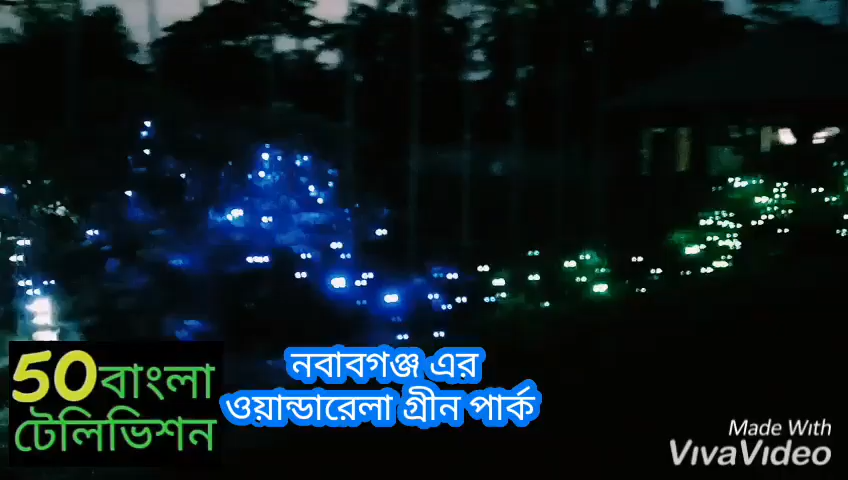 50বাংলা
টেলিভিশন
নবাবগঞ্জ এর
ওয়ান্ডারেলা গ্রীন পার্ক
Made With
VivaVideo